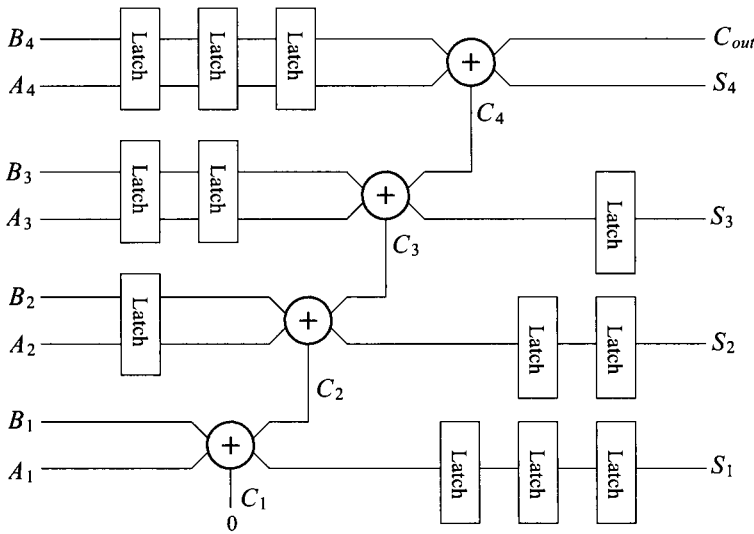 B4 Latch Latch Latch + Cout
A4 S4
C4
B3 Latch Latch +
A3 Latch S3
C3
B2 Latch +
A2 Latch Latch S2
C2
B1 +
A1 Latch Latch Latch S1
C1
0